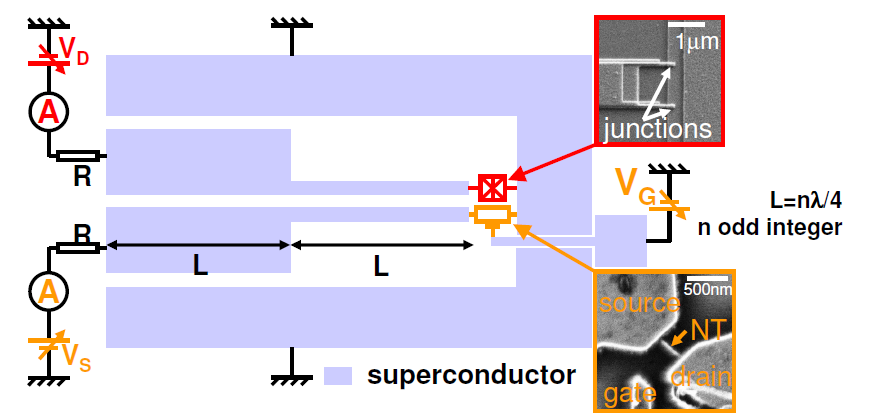 V_D
A
R
1µm
junctions
V_G
L=nλ/4
n odd integer
R
L
L
A
V_S
500nm
source
NT
drain
gate
superconductor